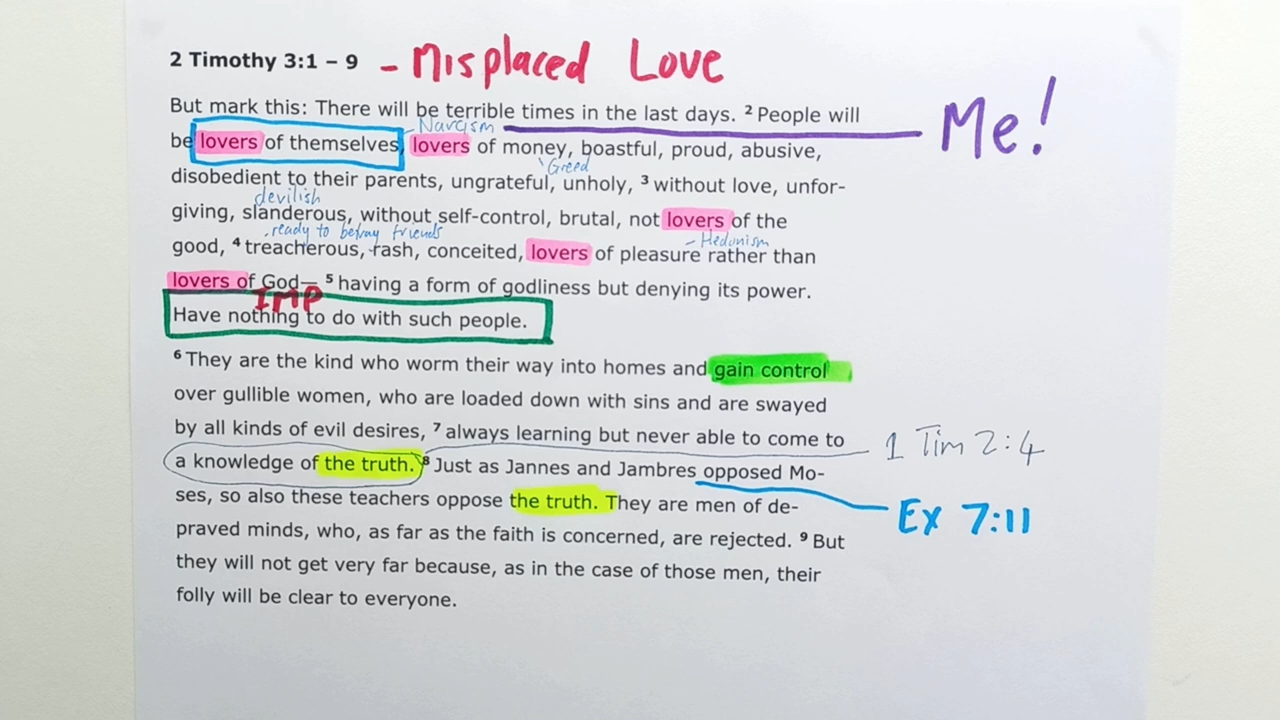 2 Timothy 3:1 – 9 - Misplaced Love
But mark this: There will be terrible times in the last days. 2 People will
Me!
Narcism
be lovers of themselves, lovers of money, boastful, proud, abusive,
Greed
disobedient to their parents, ungrateful, unholy, 3 without love, unfor-
devilish
giving, slanderous, without self-control, brutal, not lovers of the
ready to betray friends
Hedonism
good, 4 treacherous, rash, conceited, lovers of pleasure rather than
lovers of God— 5 having a form of godliness but denying its power.
IMP
Have nothing to do with such people.
6 They are the kind who worm their way into homes and gain control
over gullible women, who are loaded down with sins and are swayed
by all kinds of evil desires, 7 always learning but never able to come to
1 Tim 2:4
a knowledge of the truth. 8 Just as Jannes and Jambres opposed Mo-
ses, so also these teachers oppose the truth. They are men of de-
Ex 7:11
praved minds, who, as far as the faith is concerned, are rejected. 9 But
they will not get very far because, as in the case of those men, their
folly will be clear to everyone.